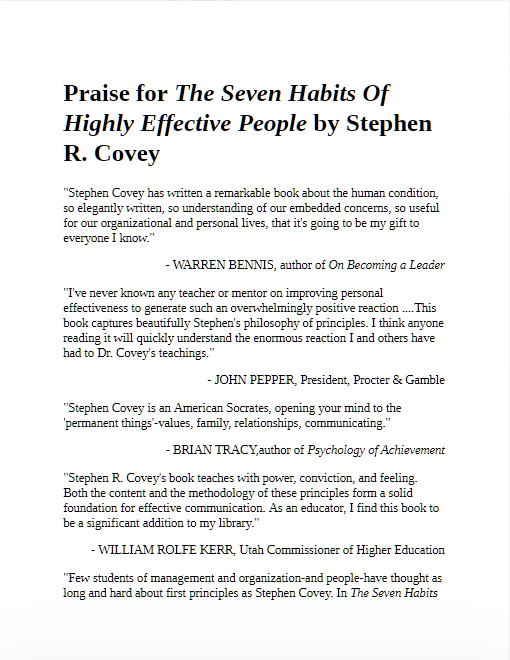 Praise for The Seven Habits Of
Highly Effective People by Stephen
R. Covey
"Stephen Covey has written a remarkable book about the human condition,
so elegantly written, so understanding of our embedded concerns, so useful
for our organizational and personal lives, that it's going to be my gift to
everyone I know."
- WARREN BENNIS, author of On Becoming a Leader
"I've never known any teacher or mentor on improving personal
effectiveness to generate such an overwhelmingly positive reaction ....This
book captures beautifully Stephen's philosophy of principles. I think anyone
reading it will quickly understand the enormous reaction I and others have
had to Dr. Covey's teachings."
- JOHN PEPPER, President, Procter & Gamble
"Stephen Covey is an American Socrates, opening your mind to the
'permanent things'-values, family, relationships, communicating."
- BRIAN TRACY,author of Psychology of Achievement
"Stephen R. Covey's book teaches with power, conviction, and feeling.
Both the content and the methodology of these principles form a solid
foundation for effective communication. As an educator, I find this book to
be a significant addition to my library."
- WILLIAM ROLFE KERR, Utah Commissioner of Higher Education
"Few students of management and organization-and people-have thought as
long and hard about first principles as Stephen Covey. In The Seven Habits